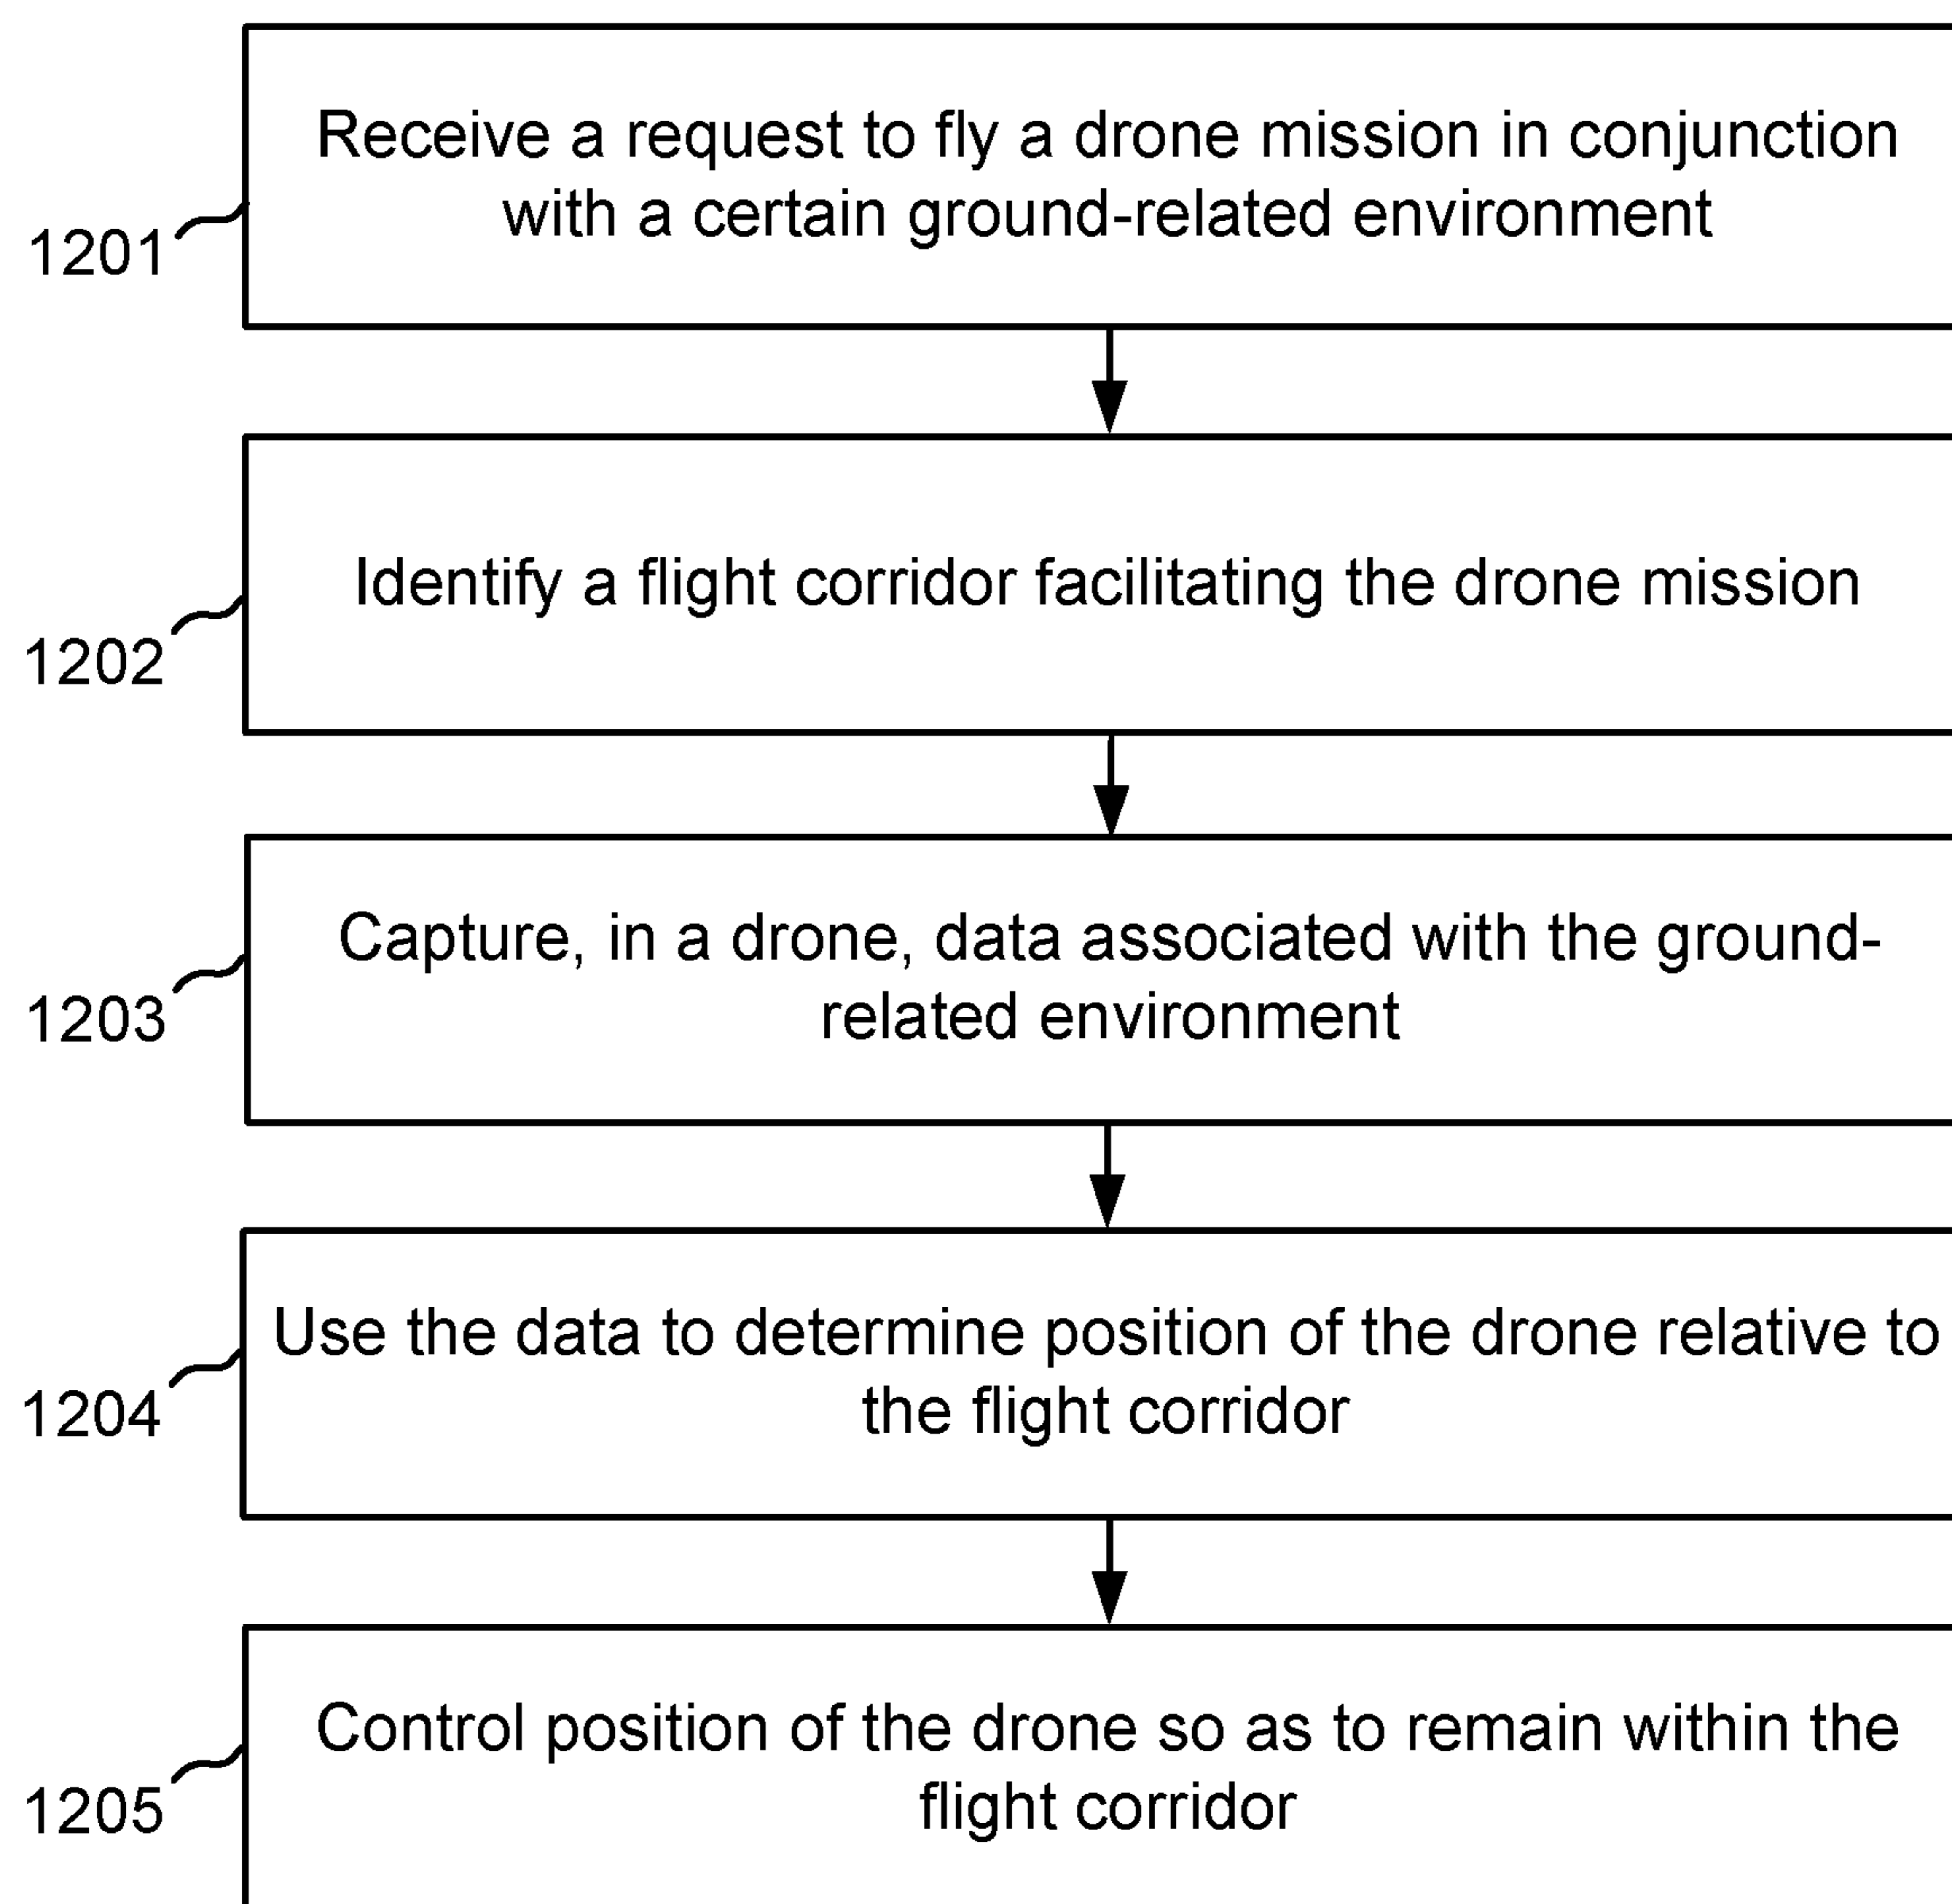 Receive a request to fly a drone mission in conjunction
with a certain ground-related environment
1201
Identify a flight corridor facilitating the drone mission
1202
Capture, in a drone, data associated with the ground-
related environment
1203
Use the data to determine position of the drone relative to
the flight corridor
1204
Control position of the drone so as to remain within the
flight corridor
1205